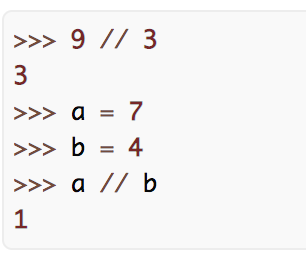 >>> 9 // 3
3
>>> a = 7
>>> b = 4
>>> a // b
1